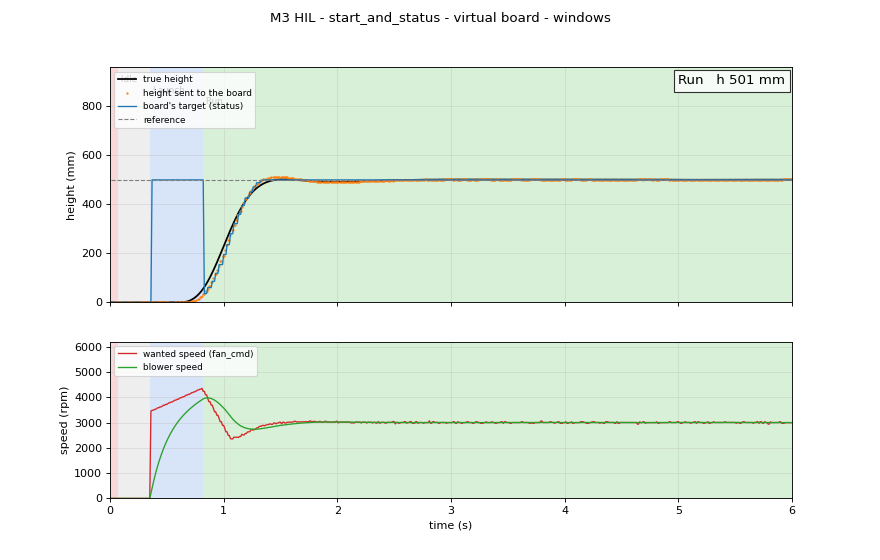 M3 HIL - start_and_status - virtual board - windows
Run h 501 mm
true height
height sent to the board
board's target (status)
reference
height (mm)
800
600
400
200
0
wanted speed (fan_cmd)
blower speed
speed (rpm)
6000
5000
4000
3000
2000
1000
0
0 1 2 3 4 5 6
time (s)